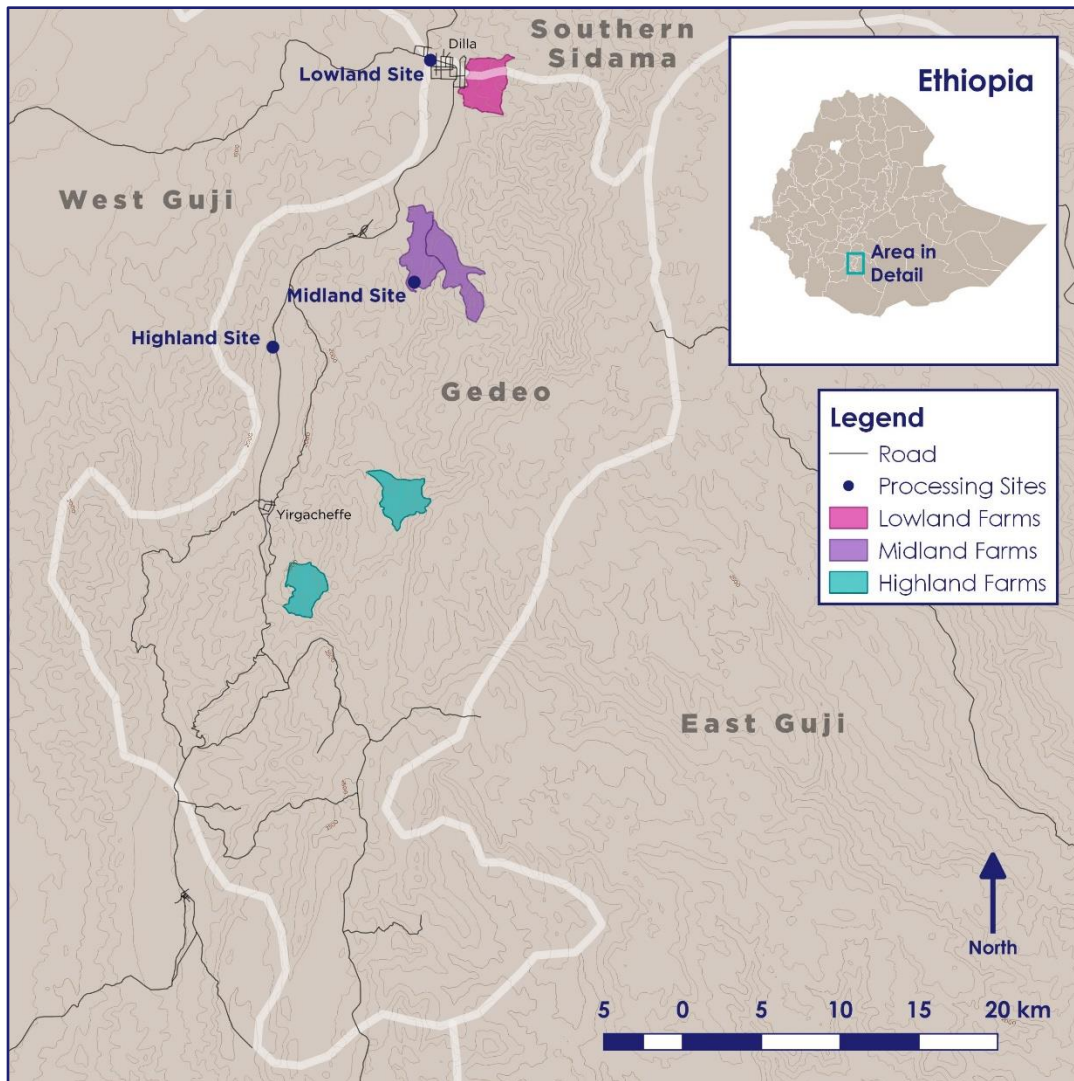 Southern
Sidama
Dilla
Lowland Site
West Guji
Midland Site
Highland Site
Gedeo
Yirgacheffe
East Guji
Ethiopia
Area in
Detail
Legend
Road
Processing Sites
Lowland Farms
Midland Farms
Highland Farms
North
5 0 5 10 15 20 km